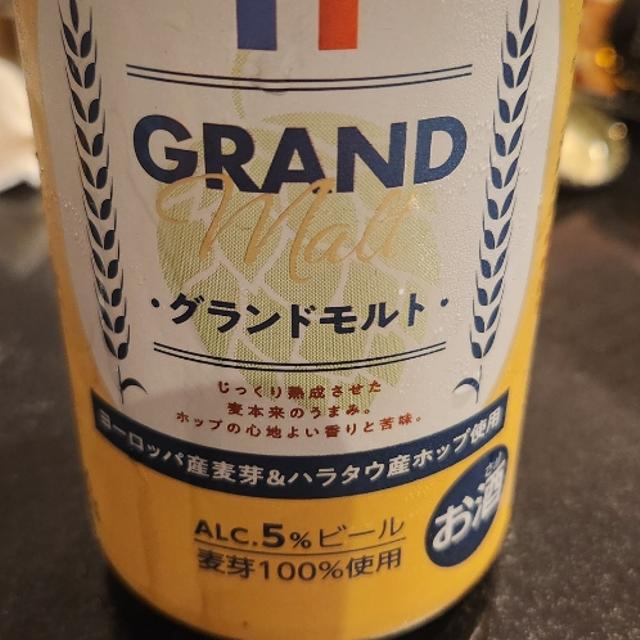 GRAND
Malt
・グランドモルト・
じっくり熟成させた
麦本来のうまみ。
ホップの心地よい香りと苦味。
ヨーロッパ産麦芽&ハラタウ産ホップ使用
お酒
ALC.5%ビール
麦芽100%使用